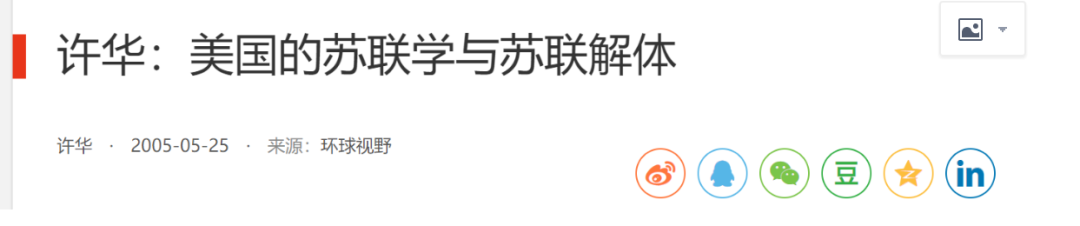 许华：美国的苏联学与苏联解体
许华 · 2005-05-25 · 来源：环球视野
豆
in